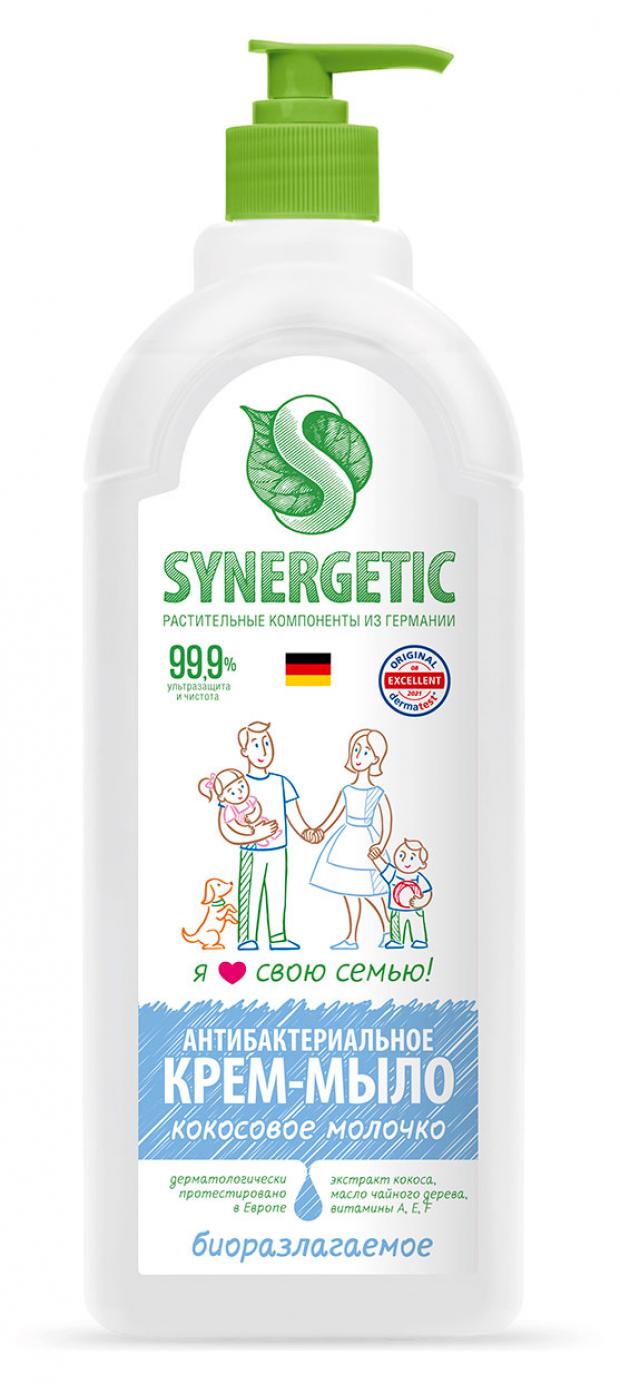 SYNERGETIC
РАСТИТЕЛЬНЫЕ КОМПОНЕНТЫ ИЗ ГЕРМАНИИ
99,9%
ультразащита
и чистота
ORIGINAL
08
EXCELLENT
2021
dermatest®
я ♥ свою семью!
АНТИБАКТЕРИАЛЬНОЕ
КРЕМ-МЫЛО
кокосовое молочко
дерматологически
протестировано
в Европе
экстракт кокоса,
масло чайного дерева,
витамины A, E, F
биоразлагаемое